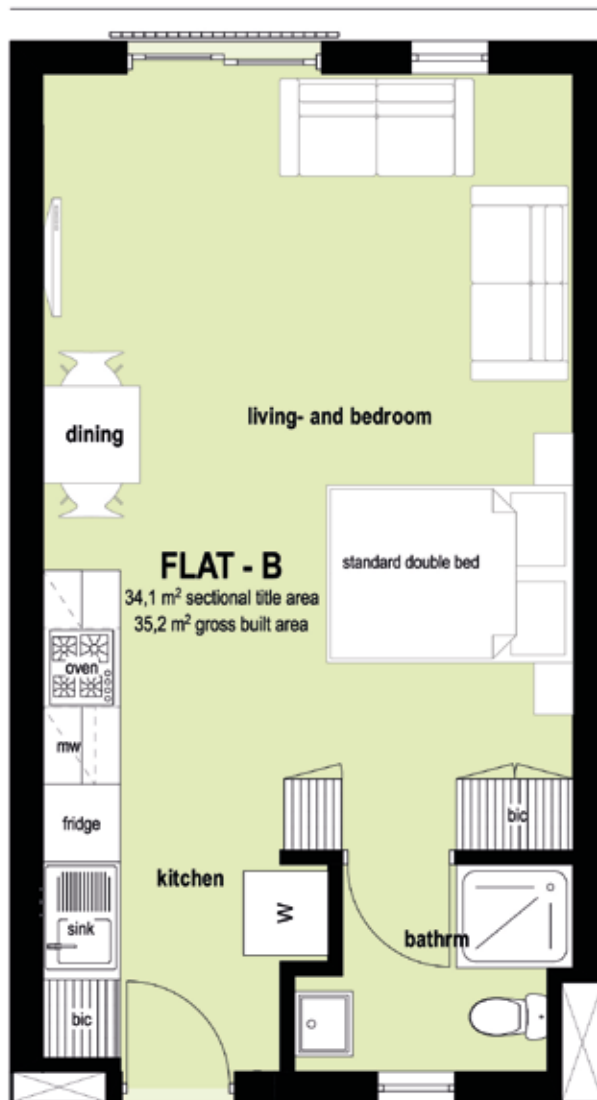 living- and bedroom
dining
FLAT - B
34,1 m² sectional title area
35,2 m² gross built area
standard double bed
oven
mw
fridge
bic
kitchen
W
sink
bathrm
bic